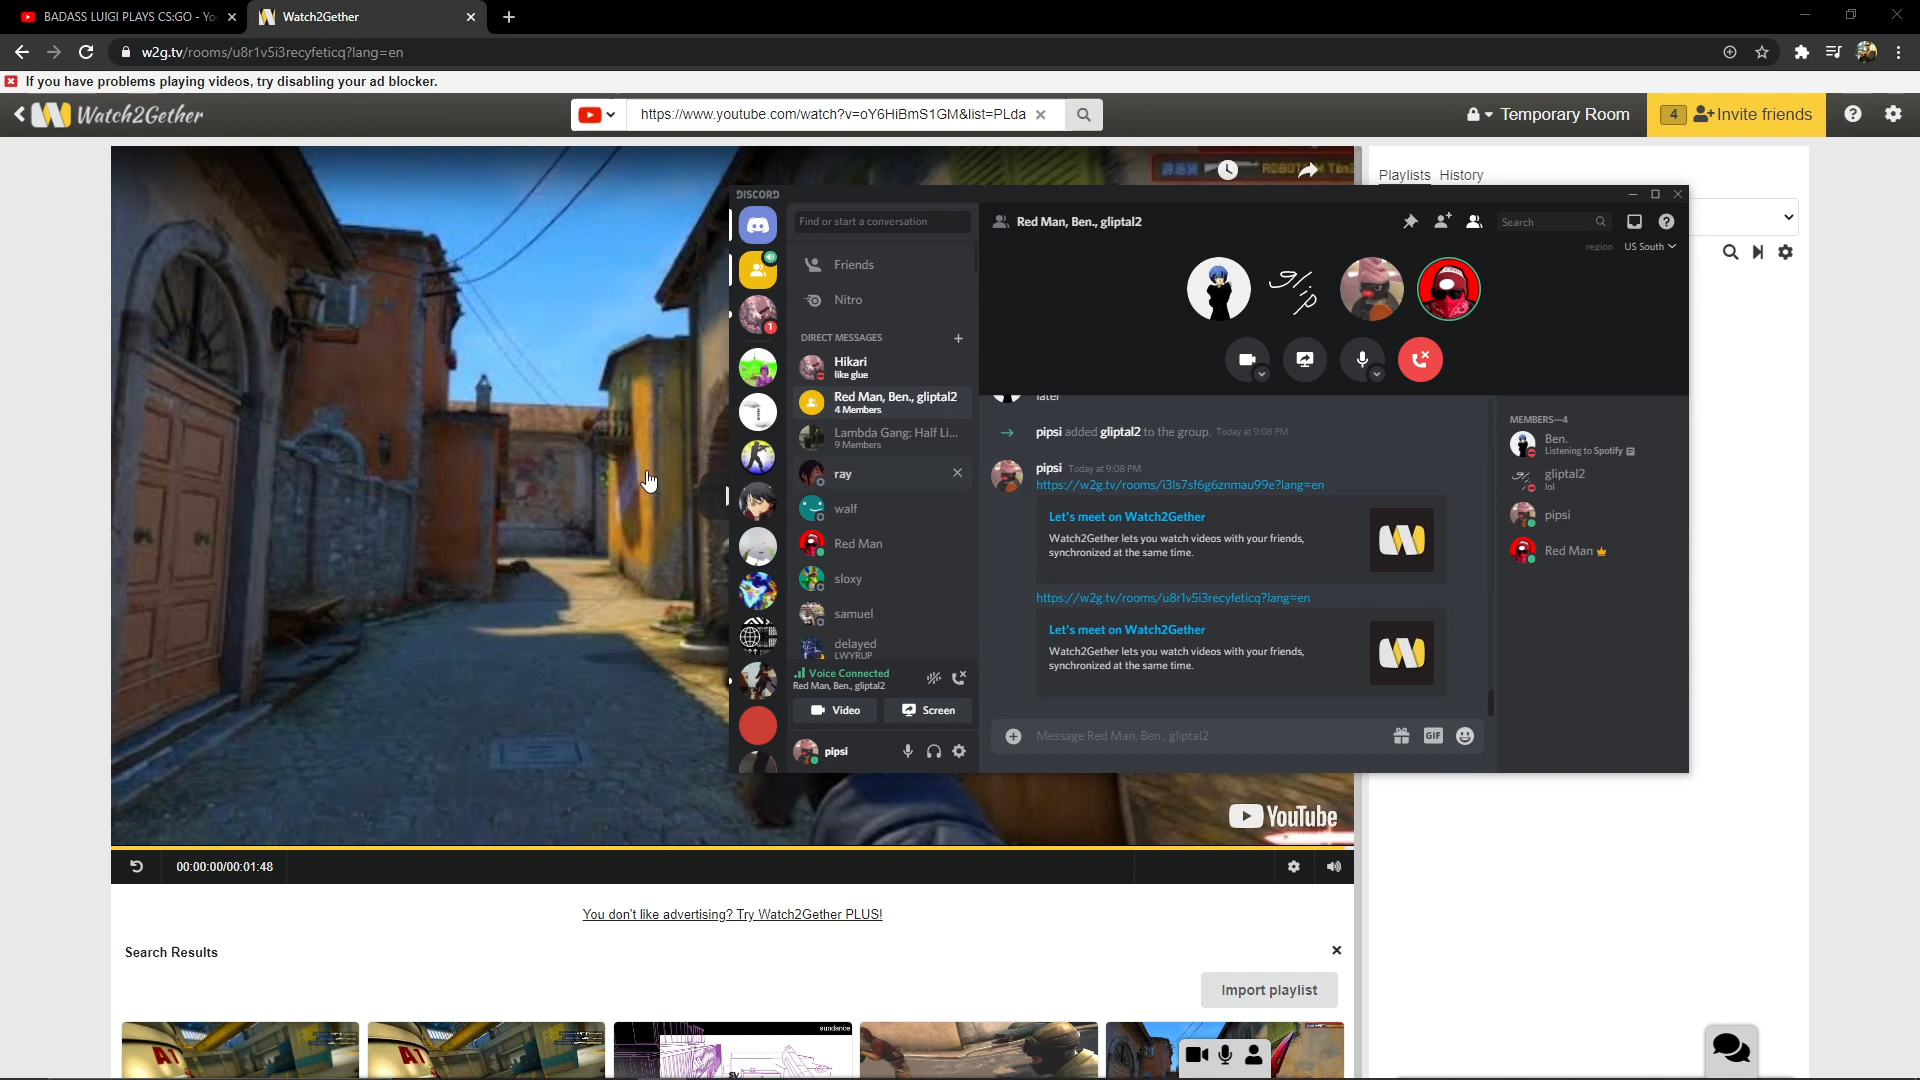 BADASS LUIGI PLAYS CS:GO - Yo
Watch2Gether
w2g.tv/rooms/u8r1v5i3recyfeticq?lang=en
If you have problems playing videos, try disabling your ad blocker.
Watch2Gether
https://www.youtube.com/watch?v=oY6HiBmS1GM&list=PLda
Temporary Room
4
Invite friends
Playlists History
DISCORD
Find or start a conversation
Red Man, Ben., gliptal2
Search
region US South
Friends
Nitro
glip
DIRECT MESSAGES
Hikari
like glue
1
Red Man, Ben., gliptal2
4 Members
Lambda Gang: Half Li...
9 Members
ray
walf
Red Man
sloxy
samuel
delayed
LWYRUP
later
pipsi added gliptal2 to the group. Today at 9:08 PM
pipsi Today at 9:08 PM
https://w2g.tv/rooms/i3ls7sf6g6znmau99e?lang=en
Let's meet on Watch2Gether
Watch2Gether lets you watch videos with your friends,
synchronized at the same time.
https://w2g.tv/rooms/u8r1v5i3recyfeticq?lang=en
Let's meet on Watch2Gether
Watch2Gether lets you watch videos with your friends,
synchronized at the same time.
MEMBERS—4
Ben.
Listening to Spotify
gliptal2
lol
pipsi
Red Man
Voice Connected
Red Man, Ben., gliptal2
Video
Screen
pipsi
Message Red Man, Ben., gliptal2
GIF
YouTube
00:00:00/00:01:48
You don't like advertising? Try Watch2Gether PLUS!
Search Results
Import playlist
A1
A1
sundance